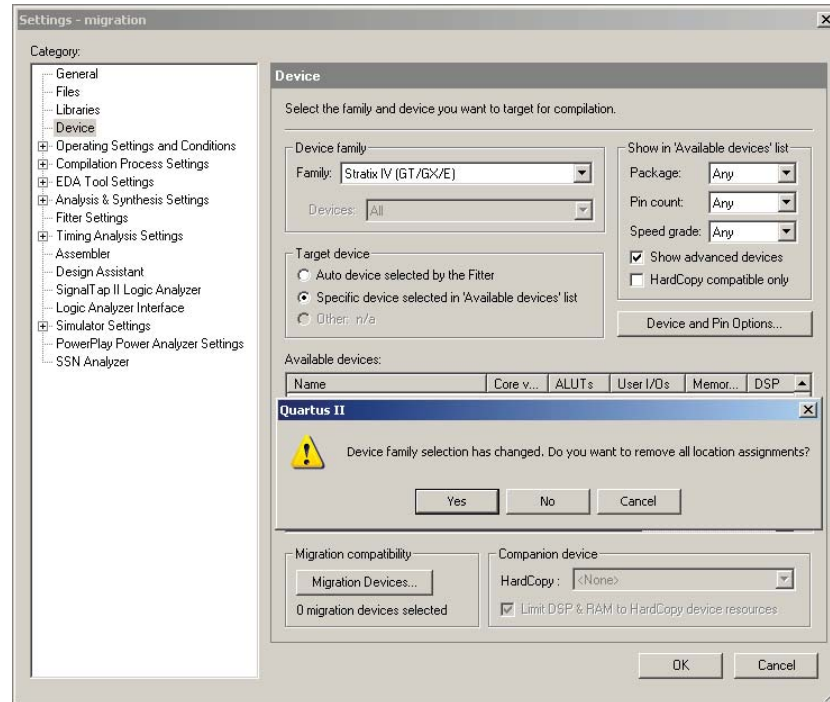 Settings - migration
Category:
General
Files
Libraries
Device
Operating Settings and Conditions
Compilation Process Settings
EDA Tool Settings
Analysis & Synthesis Settings
Fitter Settings
Timing Analysis Settings
Assembler
Design Assistant
SignalTap II Logic Analyzer
Logic Analyzer Interface
Simulator Settings
PowerPlay Power Analyzer Settings
SSN Analyzer
Device
Select the family and device you want to target for compilation.
Device family
Family: Stratix IV (GT/GX/E)
Devices: All
Show in 'Available devices' list
Package: Any
Pin count: Any
Speed grade: Any
Show advanced devices
HardCopy compatible only
Target device
Auto device selected by the Fitter
Specific device selected in 'Available devices' list
Other: n/a
Device and Pin Options...
Available devices:
Name Core v... ALUTs User I/Os Memor... DSP
Quartus II
Device family selection has changed. Do you want to remove all location assignments?
Yes No Cancel
Migration compatibility
Migration Devices...
0 migration devices selected
Companion device
HardCopy : <None>
Limit DSP & RAM to HardCopy device resources
OK Cancel